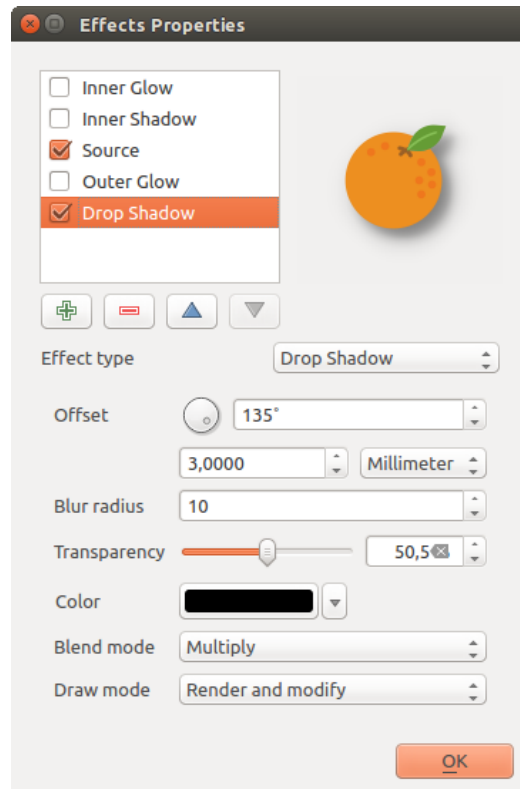 Effects Properties
Inner Glow
Inner Shadow
Source
Outer Glow
Drop Shadow
Effect type Drop Shadow
Offset 135°
3,0000 Millimeter
Blur radius 10
Transparency 50,5
Color
Blend mode Multiply
Draw mode Render and modify
OK